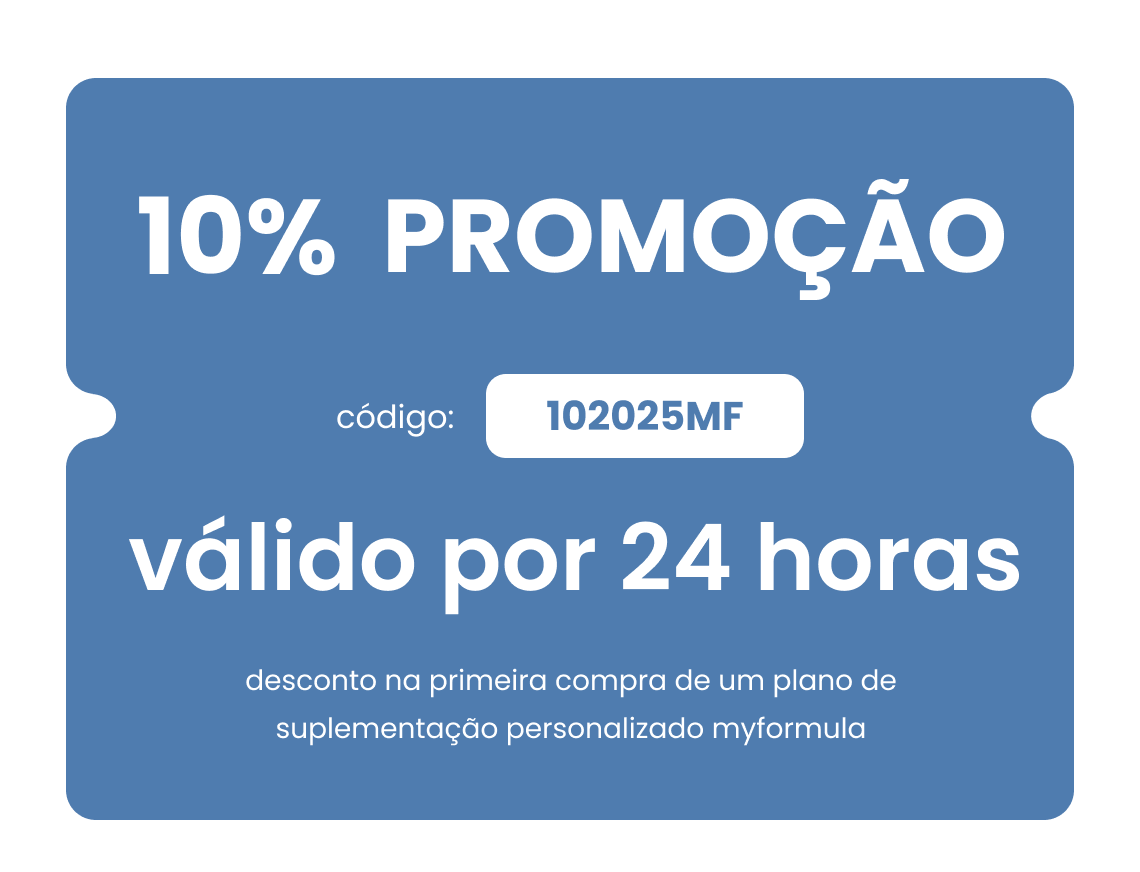 10% PROMOÇÃO
código: 102025MF
válido por 24 horas
desconto na primeira compra de um plano de
suplementação personalizado myformula